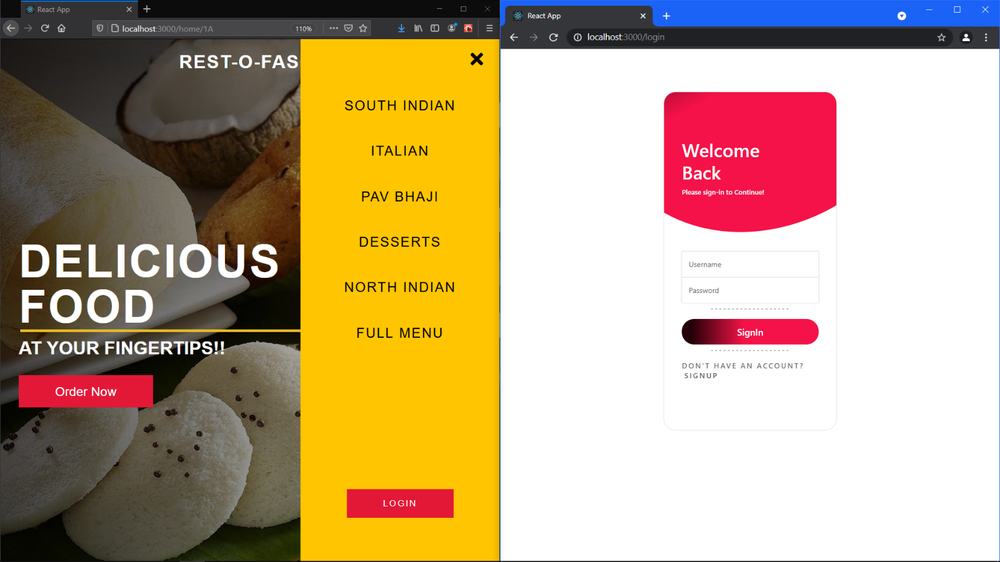 React App
localhost:3000/home/1A
110%
REST-O-FAS
SOUTH INDIAN
ITALIAN
PAV BHAJI
DESSERTS
NORTH INDIAN
FULL MENU
LOGIN
DELICIOUS
FOOD
AT YOUR FINGERTIPS!!
Order Now
React App
localhost:3000/login
Welcome
Back
Please sign-in to Continue!
Username
Password
SignIn
DON'T HAVE AN ACCOUNT?
SIGNUP